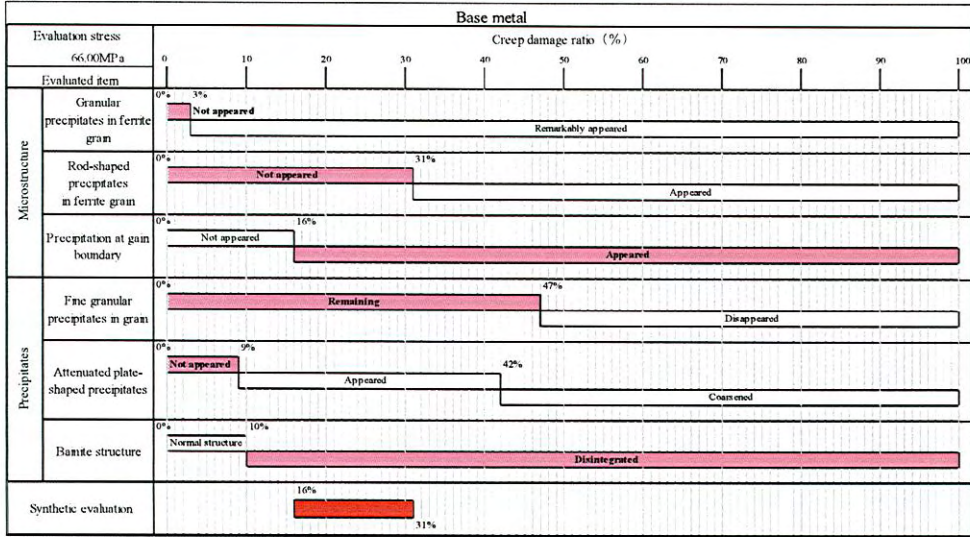 Base metal
Evaluation stress
Creep damage ratio (%)
66.00MPa
0 10 20 30 40 50 60 70 80 90 100
Evaluated item
Microstructure
Granular
precipitates in ferrite
grain
0% 3%
Not appeared
Remarkably appeared
Rod-shaped
precipitates
in ferrite grain
0% 31%
Not appeared
Appeared
Precipitation at gain
boundary
0% 16%
Not appeared
Appeared
Precipitates
Fine granular
precipitates in grain
0% 47%
Remaining
Disappeared
Attenuated plate-
shaped precipitates
0% 9% 42%
Not appeared
Appeared
Coarsened
Bainite structure
0% 10%
Normal structure
Disintegrated
Synthetic evaluation
16%
31%